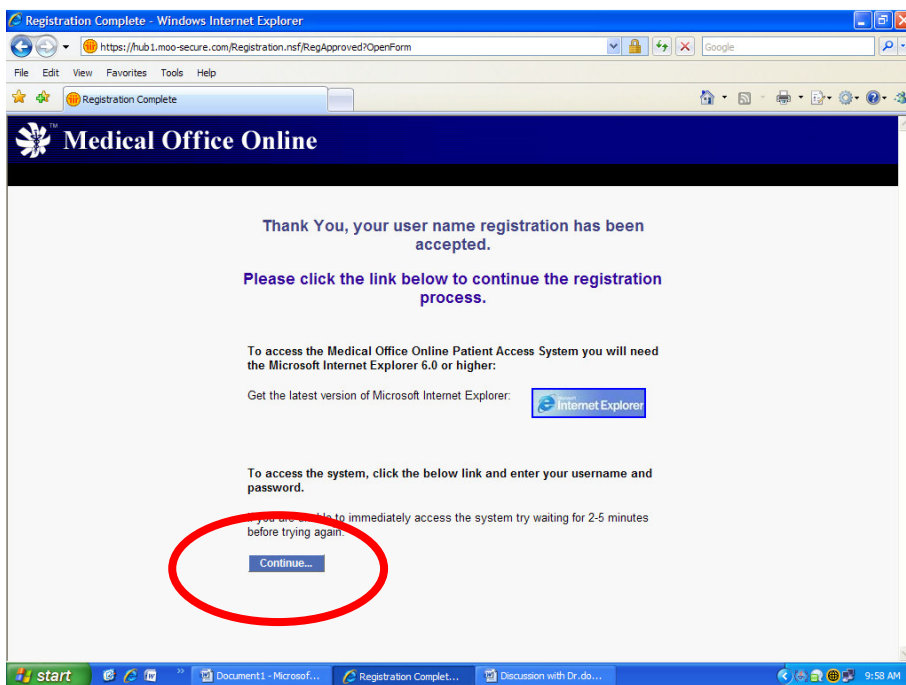 Registration Complete - Windows Internet Explorer
https://hub1.moo-secure.com/Registration.nsf/RegApproved?OpenForm
Google
File Edit View Favorites Tools Help
Registration Complete
Medical Office Online
TM
Thank You, your user name registration has been
accepted.
Please click the link below to continue the registration
process.
To access the Medical Office Online Patient Access System you will need
the Microsoft Internet Explorer 6.0 or higher:
Get the latest version of Microsoft Internet Explorer:
Internet Explorer
To access the system, click the below link and enter your username and
password.
you are to immediately access the system try waiting for 2-5 minutes
before trying again.
Continue...
start
Document1 - Microsof...
Registration Complet...
Discussion with Dr.do...
9:58 AM